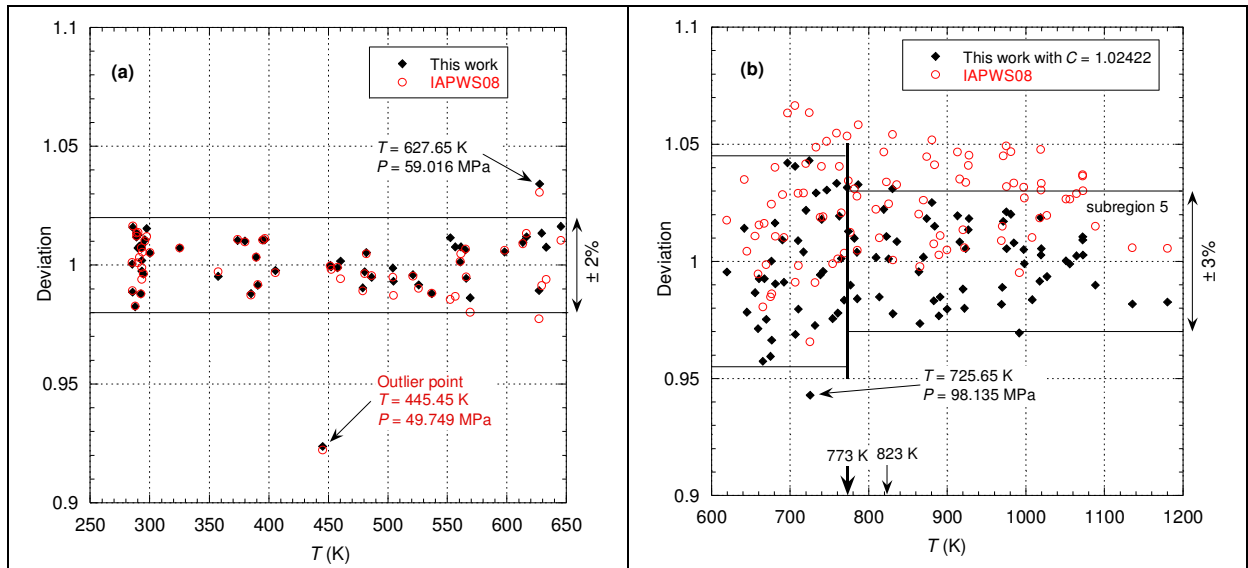 1.1
1.05
1
0.95
0.9
Deviation
(a)
This work
IAPWS08
T = 627.65 K
P = 59.016 MPa
± 2%
Outlier point
T = 445.45 K
P = 49.749 MPa
250 300 350 400 450 500 550 600 650
T (K)
1.1
1.05
1
0.95
0.9
Deviation
(b)
This work with C = 1.02422
IAPWS08
subregion 5
± 3%
T = 725.65 K
P = 98.135 MPa
773 K
823 K
600 700 800 900 1000 1100 1200
T (K)